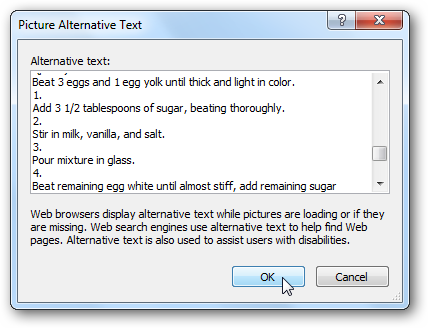 Picture Alternative Text
Alternative text:
Beat 3 eggs and 1 egg yolk until thick and light in color.
1.
Add 3 1/2 tablespoons of sugar, beating thoroughly.
2.
Stir in milk, vanilla, and salt.
3.
Pour mixture in glass.
4.
Beat remaining egg white until almost stiff, add remaining sugar
Web browsers display alternative text while pictures are loading or if they
are missing. Web search engines use alternative text to help find Web
pages. Alternative text is also used to assist users with disabilities.
OK
Cancel